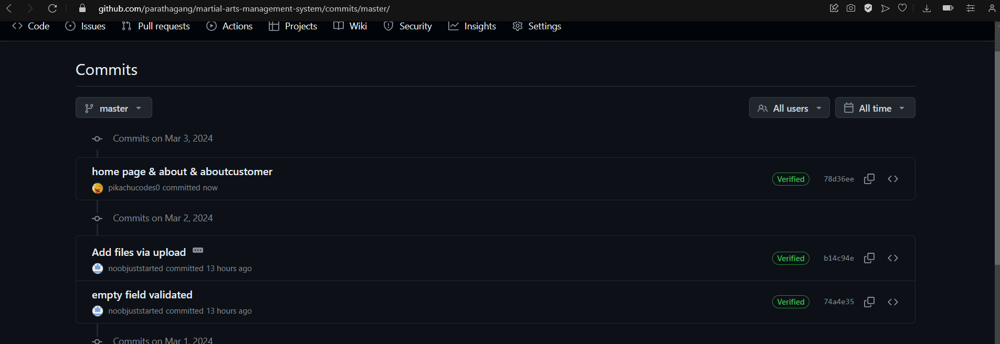 github.com/parathagang/martial-arts-management-system/commits/master/
Code Issues Pull requests Actions Projects Wiki Security Insights Settings
Commits
master All users All time
Commits on Mar 3, 2024
home page & about & aboutcustomer
pikachucodes0 committed now
Verified 78d36ee
Commits on Mar 2, 2024
Add files via upload
noobjuststarted committed 13 hours ago
Verified b14c94e
empty field validated
noobjuststarted committed 13 hours ago
Verified 74a4e35
Commits on Mar 1, 2024